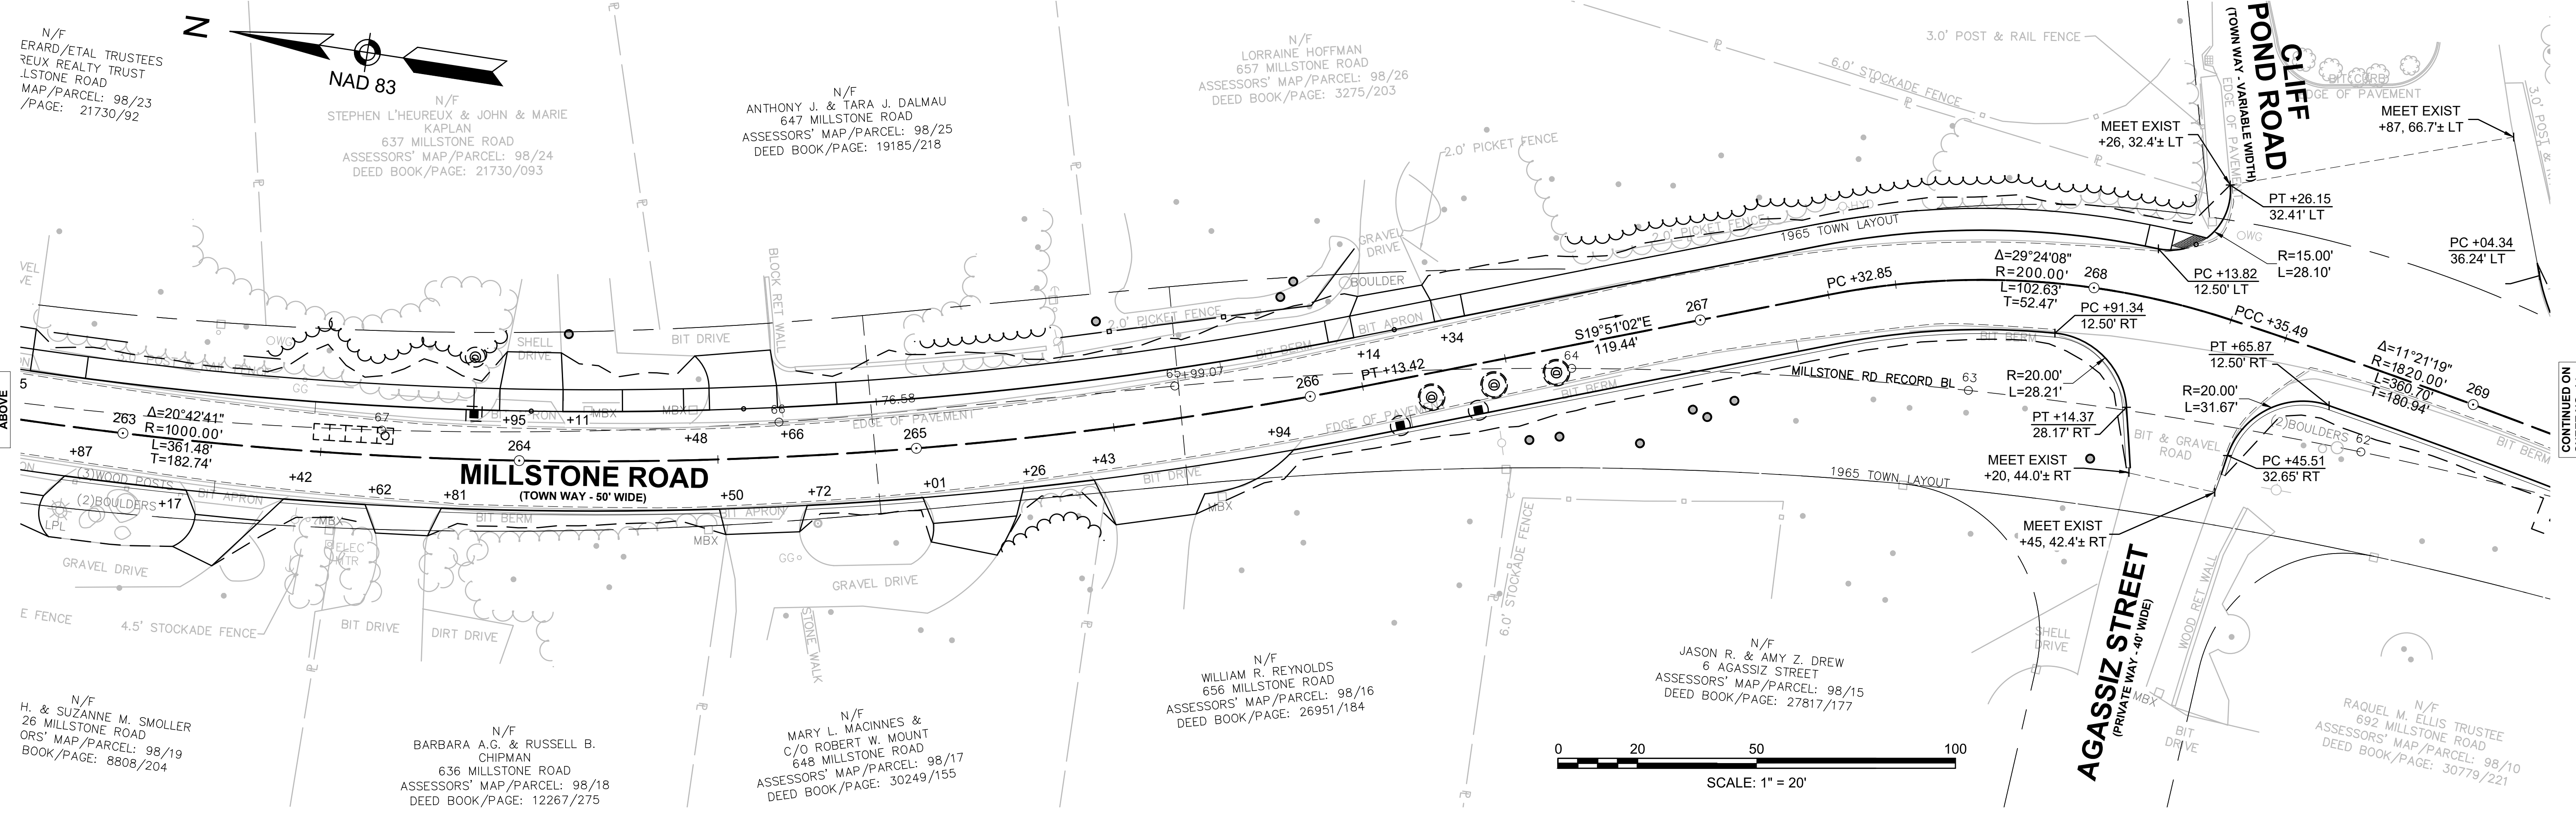 N
NAD 83
N/F
ERARD/ETAL TRUSTEES
REUX REALTY TRUST
LSTONE ROAD
MAP/PARCEL: 98/23
/PAGE: 21730/92
N/F
STEPHEN L'HEUREUX & JOHN & MARIE
KAPLAN
637 MILLSTONE ROAD
ASSESSORS' MAP/PARCEL: 98/24
DEED BOOK/PAGE: 21730/093
N/F
ANTHONY J. & TARA J. DALMAU
647 MILLSTONE ROAD
ASSESSORS' MAP/PARCEL: 98/25
DEED BOOK/PAGE: 19185/218
N/F
LORRAINE HOFFMAN
657 MILLSTONE ROAD
ASSESSORS' MAP/PARCEL: 98/26
DEED BOOK/PAGE: 3275/203
2.0' PICKET FENCE
6.0' STOCKADE FENCE
3.0' POST & RAIL FENCE
CLIFF
POND ROAD
(TOWN WAY - VARIABLE WIDTH)
EDGE OF PAVEME
BIT CURB
DGE OF PAVEMENT
3.0' POST &
MEET EXIST
+26, 32.4'± LT
MEET EXIST
+87, 66.7'± LT
PT +26.15
32.41' LT
PC +04.34
36.24' LT
R=15.00'
L=28.10'
PC +13.82
12.50' LT
WG
HYD
2.0' PICKET FENCE
1965 TOWN LAYOUT
GRAVEL
DRIVE
BOULDER
2.0' PICKET FENCE
BLOCK RET WALL
BIT DRIVE
SHELL
DRIVE
WG
3.0' POST &
GG
VEL
VE
ABOVE
5
263
Δ=20°42'41"
R=1000.00'
L=361.48'
T=182.74'
67
+95
+11
MBX
MBX
+48
66
+66
+76.58
EDGE OF PAVEMENT
264
265
65+99.07
BIT BERM
BIT APRON
+14
+34
PT +13.42
266
S19°51'02"E
119.44'
64
267
PC +32.85
Δ=29°24'08"
R=200.00'
L=102.63'
T=52.47'
268
PC +91.34
12.50' RT
BIT BERM
PCC +35.49
PT +65.87
12.50' RT
Δ=11°21'19"
R=1820.00'
L=360.70'
T=180.94'
269
CONTINUED ON
MILLSTONE RD RECORD BL
63
R=20.00'
L=28.21'
R=20.00'
L=31.67'
PT +14.37
28.17' RT
(2)BOULDERS
62
BIT BERM
BIT & GRAVEL
ROAD
PC +45.51
32.65' RT
MEET EXIST
+20, 44.0'± RT
MEET EXIST
+45, 42.4'± RT
1965 TOWN LAYOUT
MILLSTONE ROAD
(TOWN WAY - 50' WIDE)
+87
ON
(3)WOOD POSTS
(2)BOULDERS
+17
LPL
BIT APRON
+42
+62
+81
BIT BERM
MBX
ELEC
MTR
+50
BIT APRON
MBX
+72
+01
+26
+43
BIT DRIVE
+94
MBX
EDGE OF PAVEM
BIT BERM
GG
GRAVEL DRIVE
GRAVEL DRIVE
E FENCE
4.5' STOCKADE FENCE
BIT DRIVE
DIRT DRIVE
STONE WALK
6.0' STOCKADE FENCE
SHELL
DRIVE
WOOD RET WALL
MBX
BIT
DRIVE
AGASSIZ STREET
(PRIVATE WAY - 40' WIDE)
N/F
H. & SUZANNE M. SMOLLER
26 MILLSTONE ROAD
ORS' MAP/PARCEL: 98/19
BOOK/PAGE: 8808/204
N/F
BARBARA A.G. & RUSSELL B.
CHIPMAN
636 MILLSTONE ROAD
ASSESSORS' MAP/PARCEL: 98/18
DEED BOOK/PAGE: 12267/275
N/F
MARY L. MACINNES &
C/O ROBERT W. MOUNT
648 MILLSTONE ROAD
ASSESSORS' MAP/PARCEL: 98/17
DEED BOOK/PAGE: 30249/155
N/F
WILLIAM R. REYNOLDS
656 MILLSTONE ROAD
ASSESSORS' MAP/PARCEL: 98/16
DEED BOOK/PAGE: 26951/184
N/F
JASON R. & AMY Z. DREW
6 AGASSIZ STREET
ASSESSORS' MAP/PARCEL: 98/15
DEED BOOK/PAGE: 27817/177
N/F
RAQUEL M. ELLIS TRUSTEE
692 MILLSTONE ROAD
ASSESSORS' MAP/PARCEL: 98/10
DEED BOOK/PAGE: 30779/221
0 20 50 100
SCALE: 1" = 20'